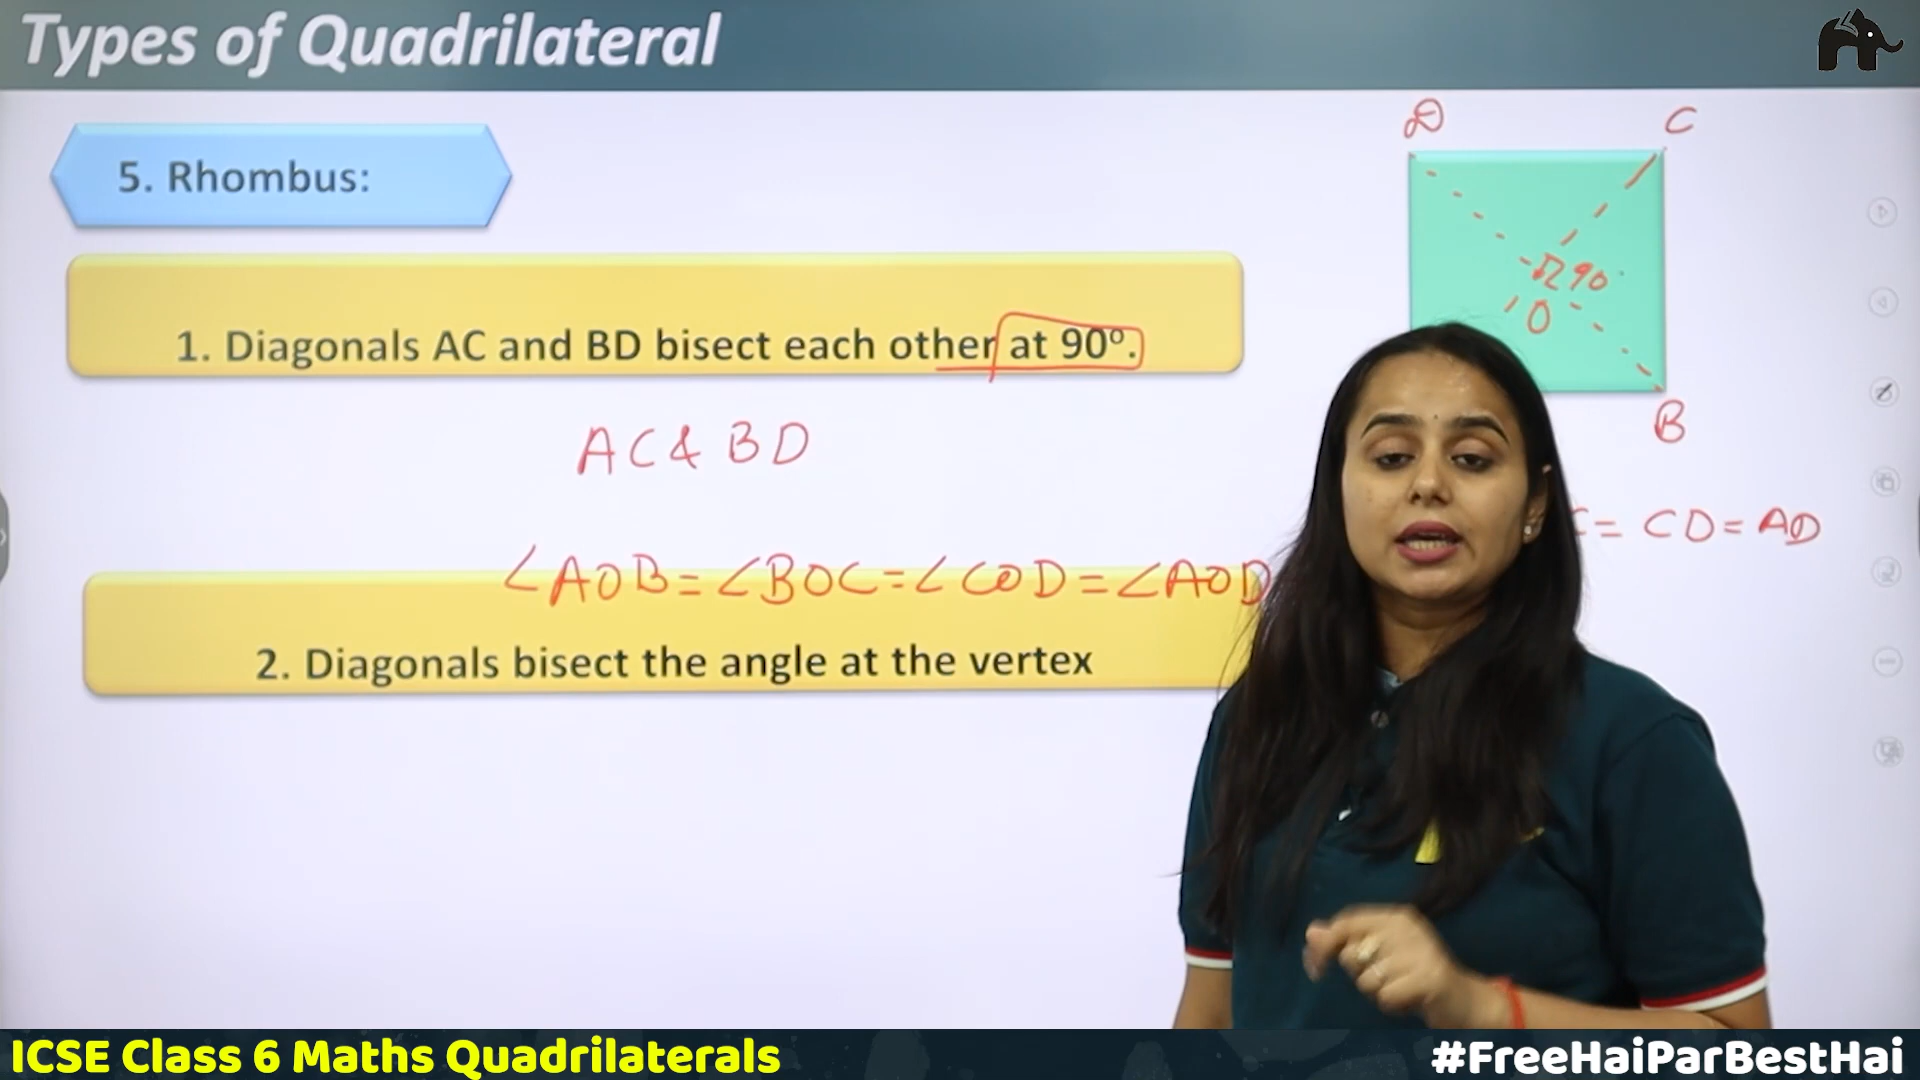 Types of Quadrilateral
D
C
5. Rhombus:
90
O
1. Diagonals AC and BD bisect each other at 90°.
B
AC & BD
= CD = AD
∠AOB = ∠BOC = ∠COD = ∠AOD
2. Diagonals bisect the angle at the vertex
ICSE Class 6 Maths Quadrilaterals
#FreeHaiParBestHai